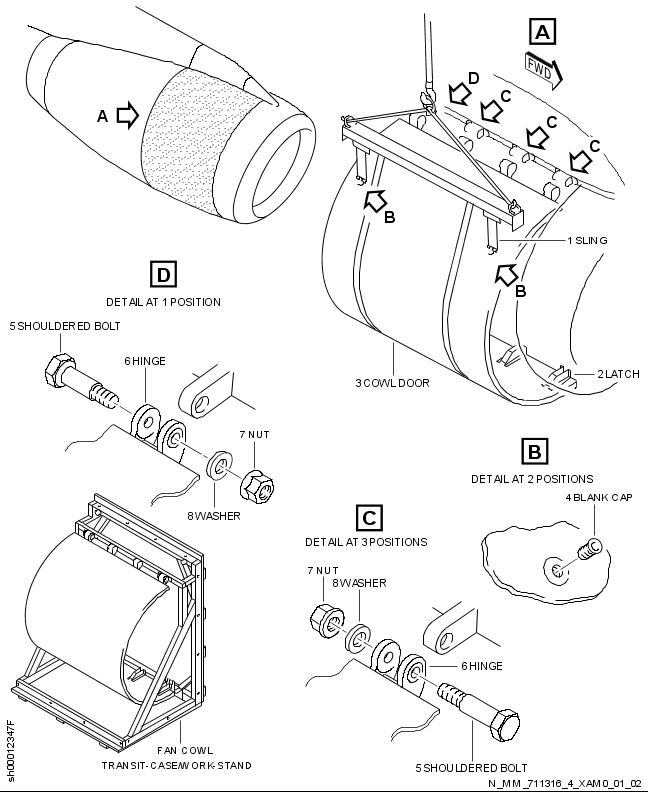 A
FWD
A
D
C
C
C
B
1 SLING
B
2 LATCH
3 COWL DOOR
D
DETAIL AT 1 POSITION
5 SHOULDERED BOLT
6 HINGE
7 NUT
8 WASHER
B
DETAIL AT 2 POSITIONS
4 BLANK CAP
C
DETAIL AT 3 POSITIONS
7 NUT
8 WASHER
6 HINGE
5 SHOULDERED BOLT
FAN COWL
TRANSIT-CASE/WORK-STAND
sh00012347F
N_MM_711316_4_XAM0_01_02